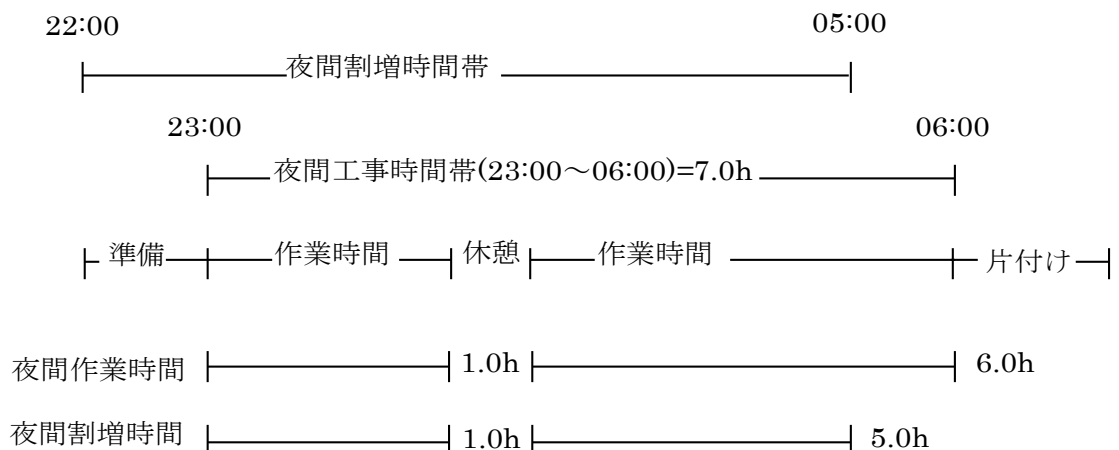 22:00 05:00
夜間割増時間帯
23:00 06:00
夜間工事時間帯(23:00～06:00)=7.0h
準備 作業時間 休憩 作業時間 片付け
夜間作業時間 1.0h 6.0h
夜間割増時間 1.0h 5.0h